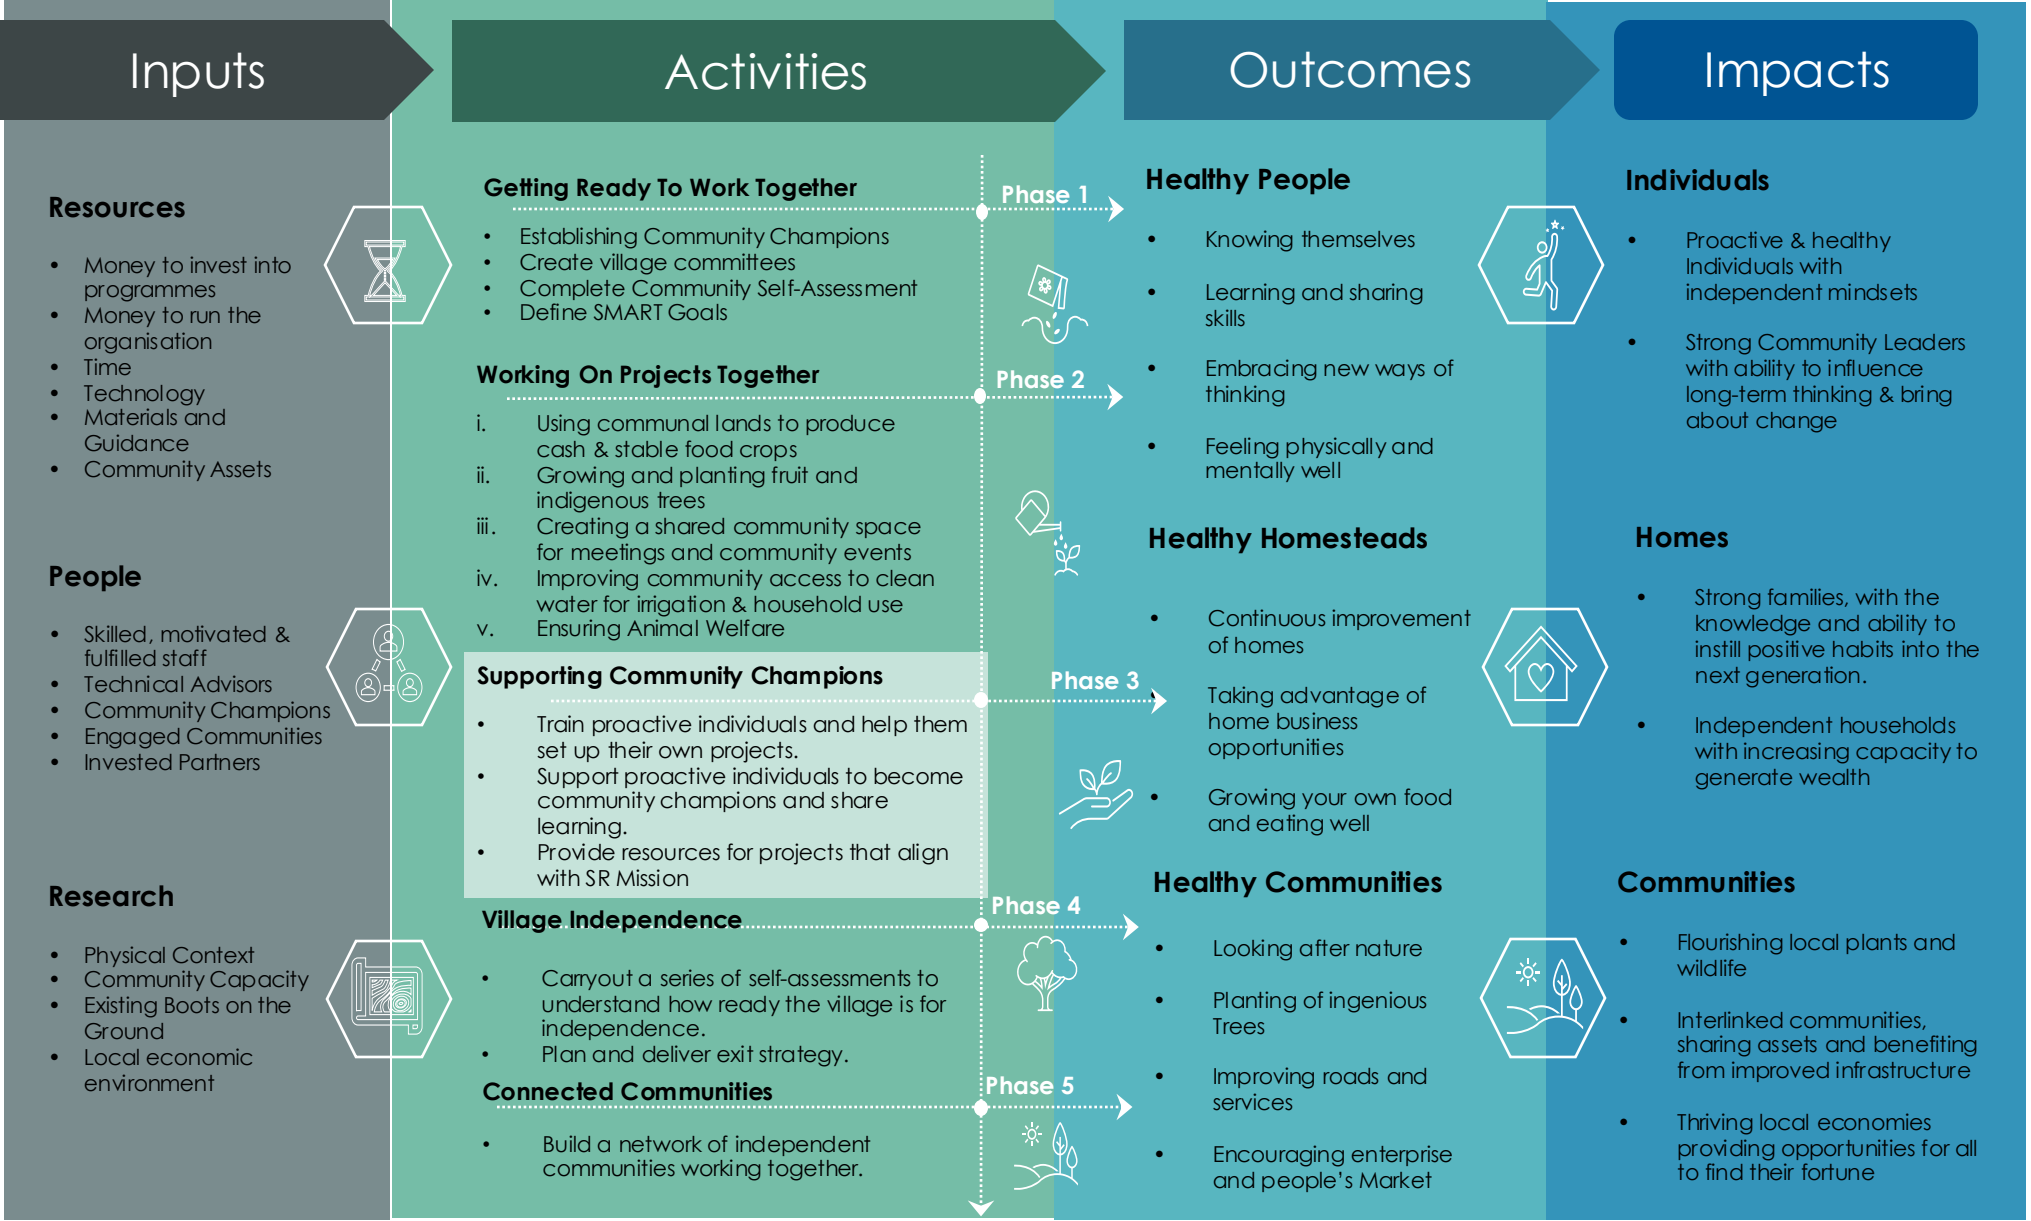 Inputs
Activities
Outcomes
Impacts
Resources
• Money to invest into
programmes
• Money to run the
organisation
• Time
• Technology
• Materials and
Guidance
• Community Assets
People
• Skilled, motivated &
fulfilled staff
• Technical Advisors
• Community Champions
• Engaged Communities
• Invested Partners
Research
• Physical Context
• Community Capacity
• Existing Boots on the
Ground
• Local economic
environment
Getting Ready To Work Together
Phase 1
• Establishing Community Champions
• Create village committees
• Complete Community Self-Assessment
• Define SMART Goals
Working On Projects Together
Phase 2
i. Using communal lands to produce
cash & stable food crops
ii. Growing and planting fruit and
indigenous trees
iii. Creating a shared community space
for meetings and community events
iv. Improving community access to clean
water for irrigation & household use
v. Ensuring Animal Welfare
Supporting Community Champions
Phase 3
• Train proactive individuals and help them
set up their own projects.
• Support proactive individuals to become
community champions and share
learning.
• Provide resources for projects that align
with SR Mission
Village Independence
Phase 4
• Carryout a series of self-assessments to
understand how ready the village is for
independence.
• Plan and deliver exit strategy.
Connected Communities
Phase 5
• Build a network of independent
communities working together.
Healthy People
• Knowing themselves
• Learning and sharing
skills
• Embracing new ways of
thinking
• Feeling physically and
mentally well
Healthy Homesteads
• Continuous improvement
of homes
• Taking advantage of
home business
opportunities
• Growing your own food
and eating well
Healthy Communities
• Looking after nature
• Planting of ingenious
Trees
• Improving roads and
services
• Encouraging enterprise
and people’s Market
Individuals
• Proactive & healthy
Individuals with
independent mindsets
• Strong Community Leaders
with ability to influence
long-term thinking & bring
about change
Homes
• Strong families, with the
knowledge and ability to
instill positive habits into the
next generation.
• Independent households
with increasing capacity to
generate wealth
Communities
• Flourishing local plants and
wildlife
• Interlinked communities,
sharing assets and benefiting
from improved infrastructure
• Thriving local economies
providing opportunities for all
to find their fortune